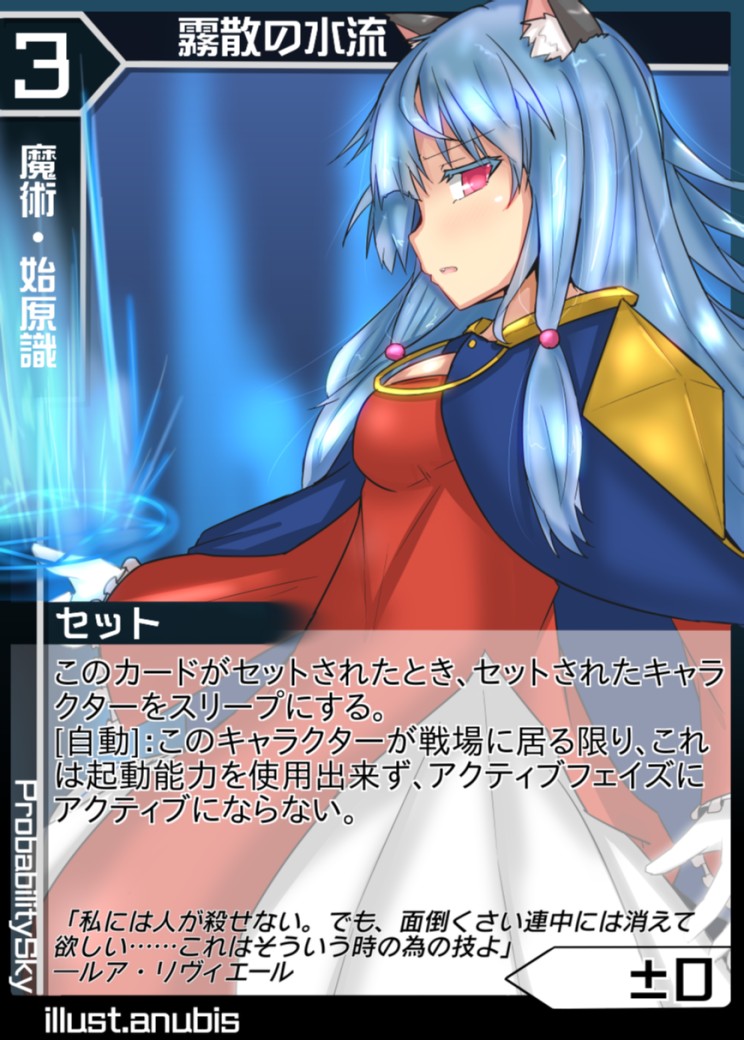 霧散の水流
3
魔術・始原識
セット
このカードがセットされたとき、セットされたキャラ
クターをスリープにする。
[自動]:このキャラクターが戦場に居る限り、これ
は起動能力を使用出来ず、アクティブフェイズに
アクティブにならない。
「私には人が殺せない。でも、面倒くさい連中には消えて
欲しい……これはそういう時の為の技よ」
―ルア・リヴィエール
±0
ProbabilitySky
illust.anubis